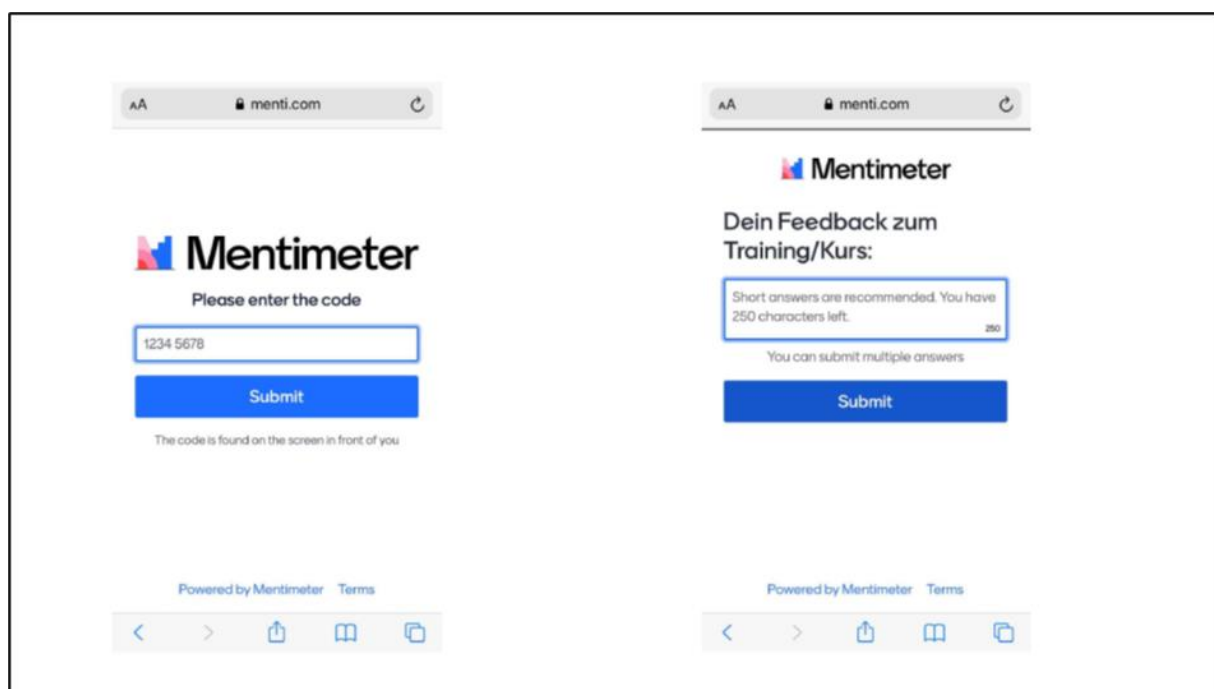 AA menti.com
Mentimeter
Please enter the code
1234 5678
Submit
The code is found on the screen in front of you
Powered by Mentimeter Terms
AA menti.com
Mentimeter
Dein Feedback zum
Training/Kurs:
Short answers are recommended. You have
250 characters left.
250
You can submit multiple answers
Submit
Powered by Mentimeter Terms